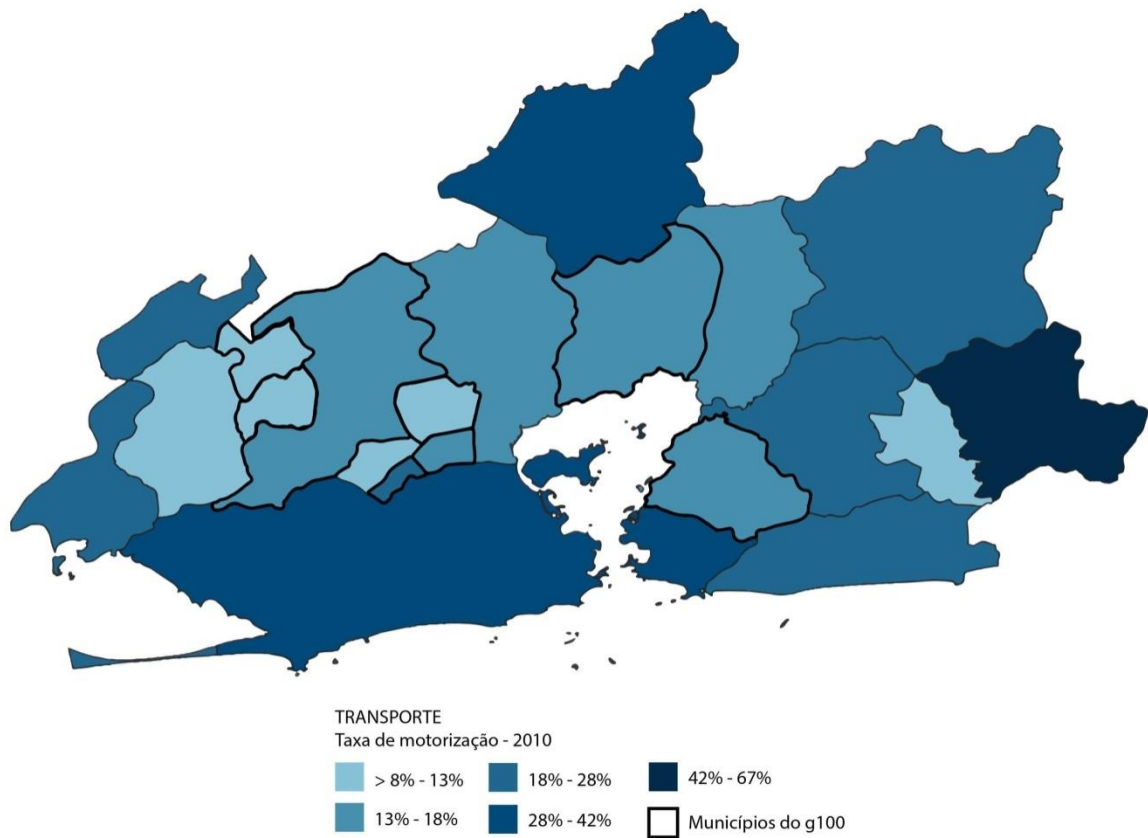 TRANSPORTE
Taxa de motorização - 2010
> 8% - 13%
18% - 28%
42% - 67%
13% - 18%
28% - 42%
Municípios do g100